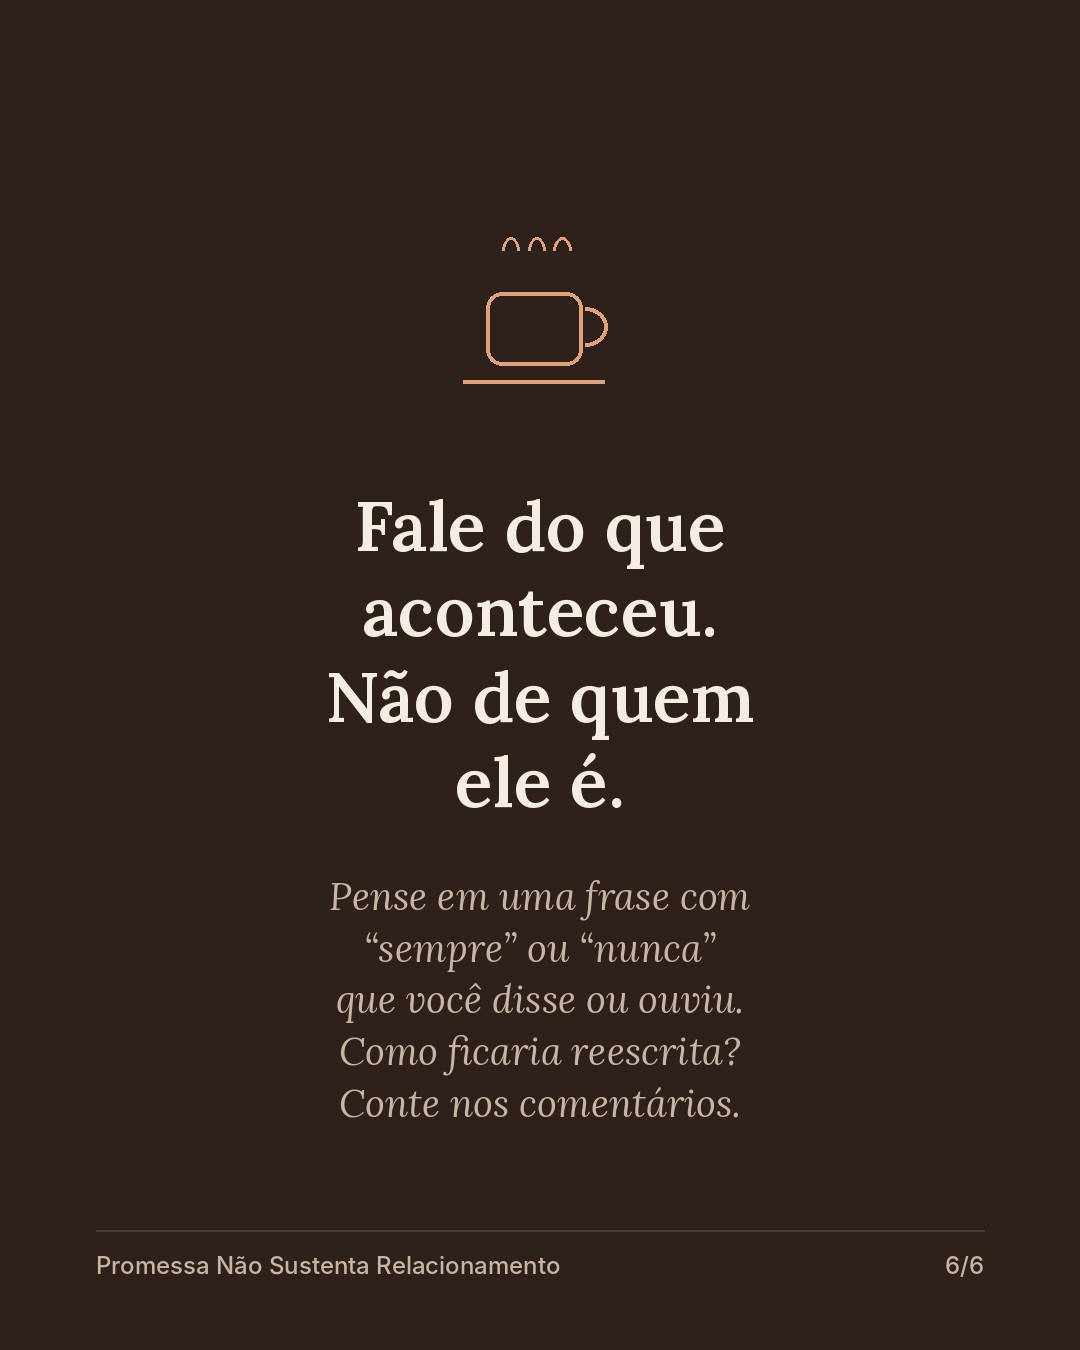 Fale do que
aconteceu.
Não de quem
ele é.
Pense em uma frase com
“sempre” ou “nunca”
que você disse ou ouviu.
Como ficaria reescrita?
Conte nos comentários.
Promessa Não Sustenta Relacionamento
6/6